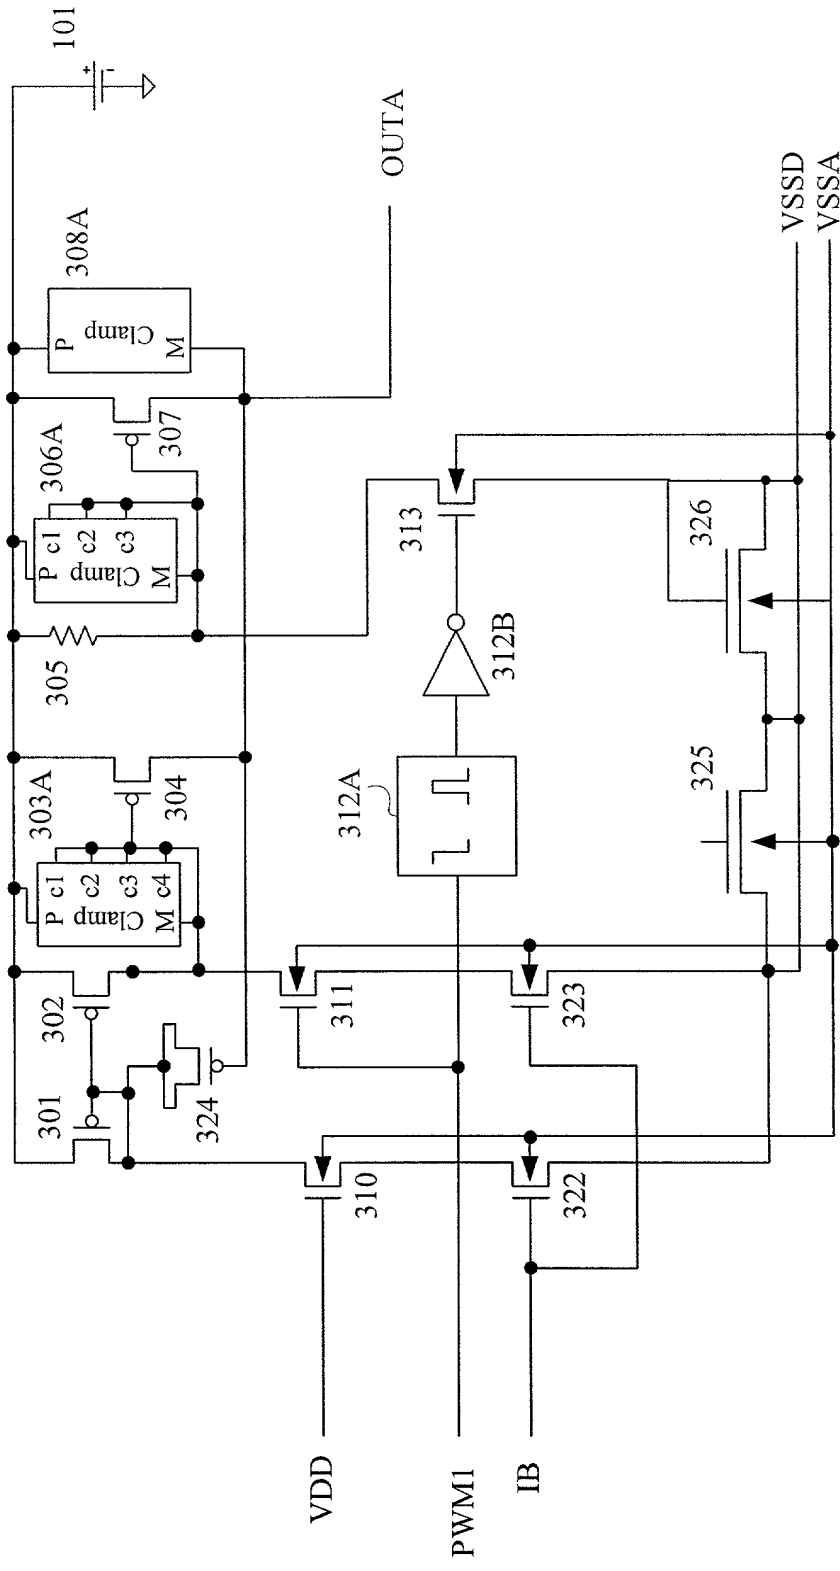 101
OUTA
VSSD
VSSA
308A
P
Clamp
M
307
306A
P c1
c2
c3
Clamp
M
305
313
326
312B
312A
325
304
303A
P c1
c2
c3
c4
Clamp
M
302
311
323
301
324
310
322
VDD
PWM1
IB
+
-